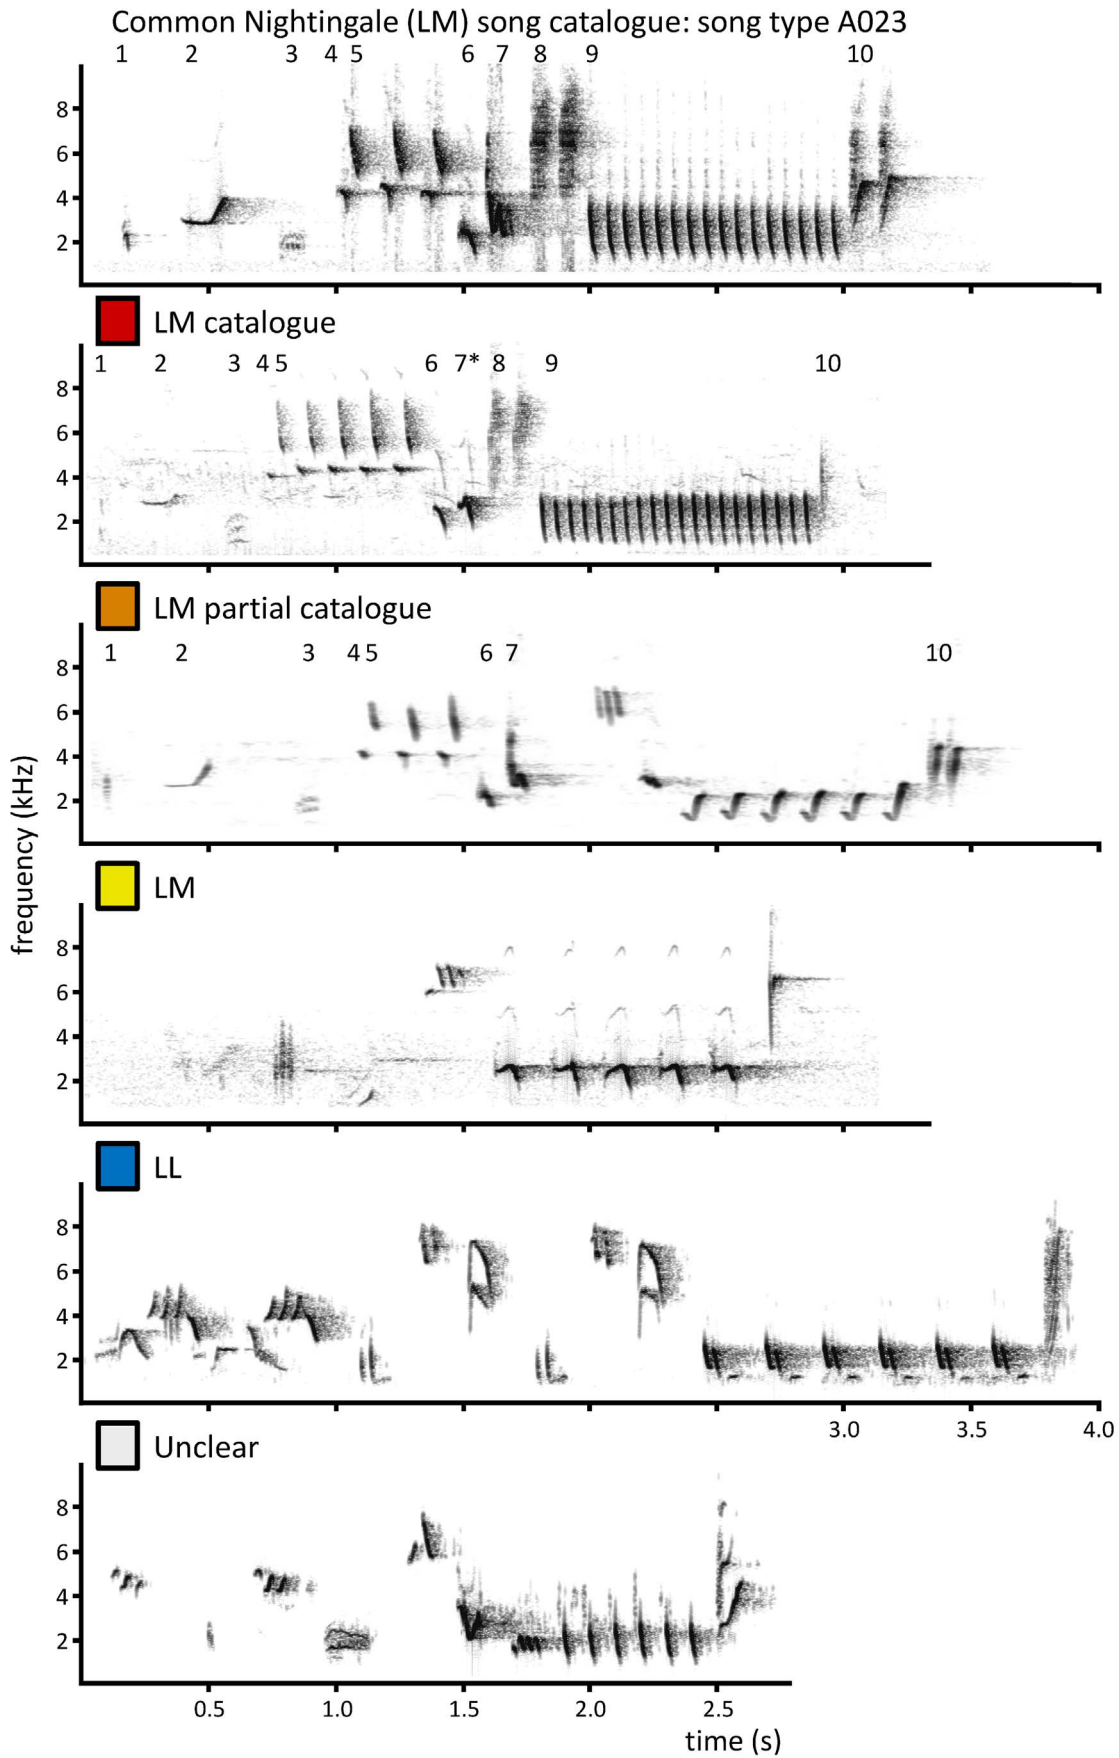 Common Nightingale (LM) song catalogue: song type A023
1 2 3 4 5 6 7 8 9 10
8
6
4
2
LM catalogue
1 2 3 4 5 6 7* 8 9 10
8
6
4
2
LM partial catalogue
1 2 3 4 5 6 7 10
8
6
4
2
frequency (kHz)
LM
8
6
4
2
LL
8
6
4
2
3.0 3.5 4.0
Unclear
8
6
4
2
0.5 1.0 1.5 2.0 2.5
time (s)